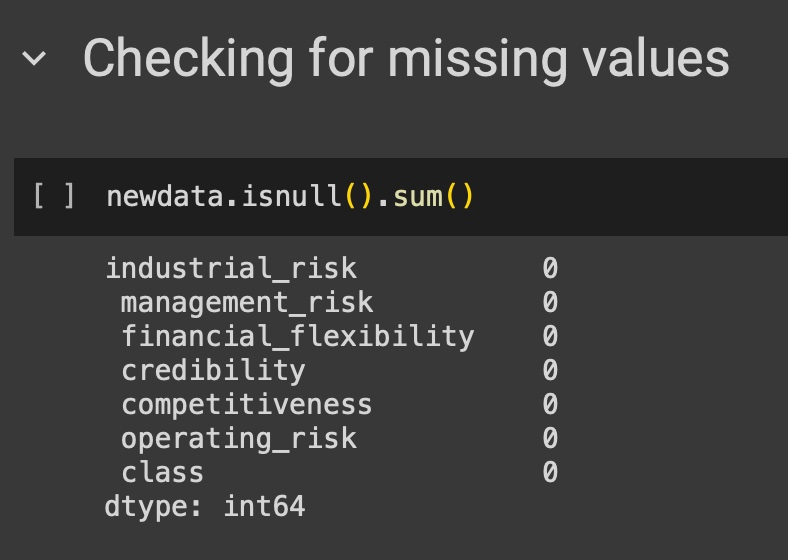 Checking for missing values
[ ] newdata.isnull().sum()
industrial_risk 0
 management_risk 0
 financial_flexibility 0
 credibility 0
 competitiveness 0
 operating_risk 0
 class 0
dtype: int64